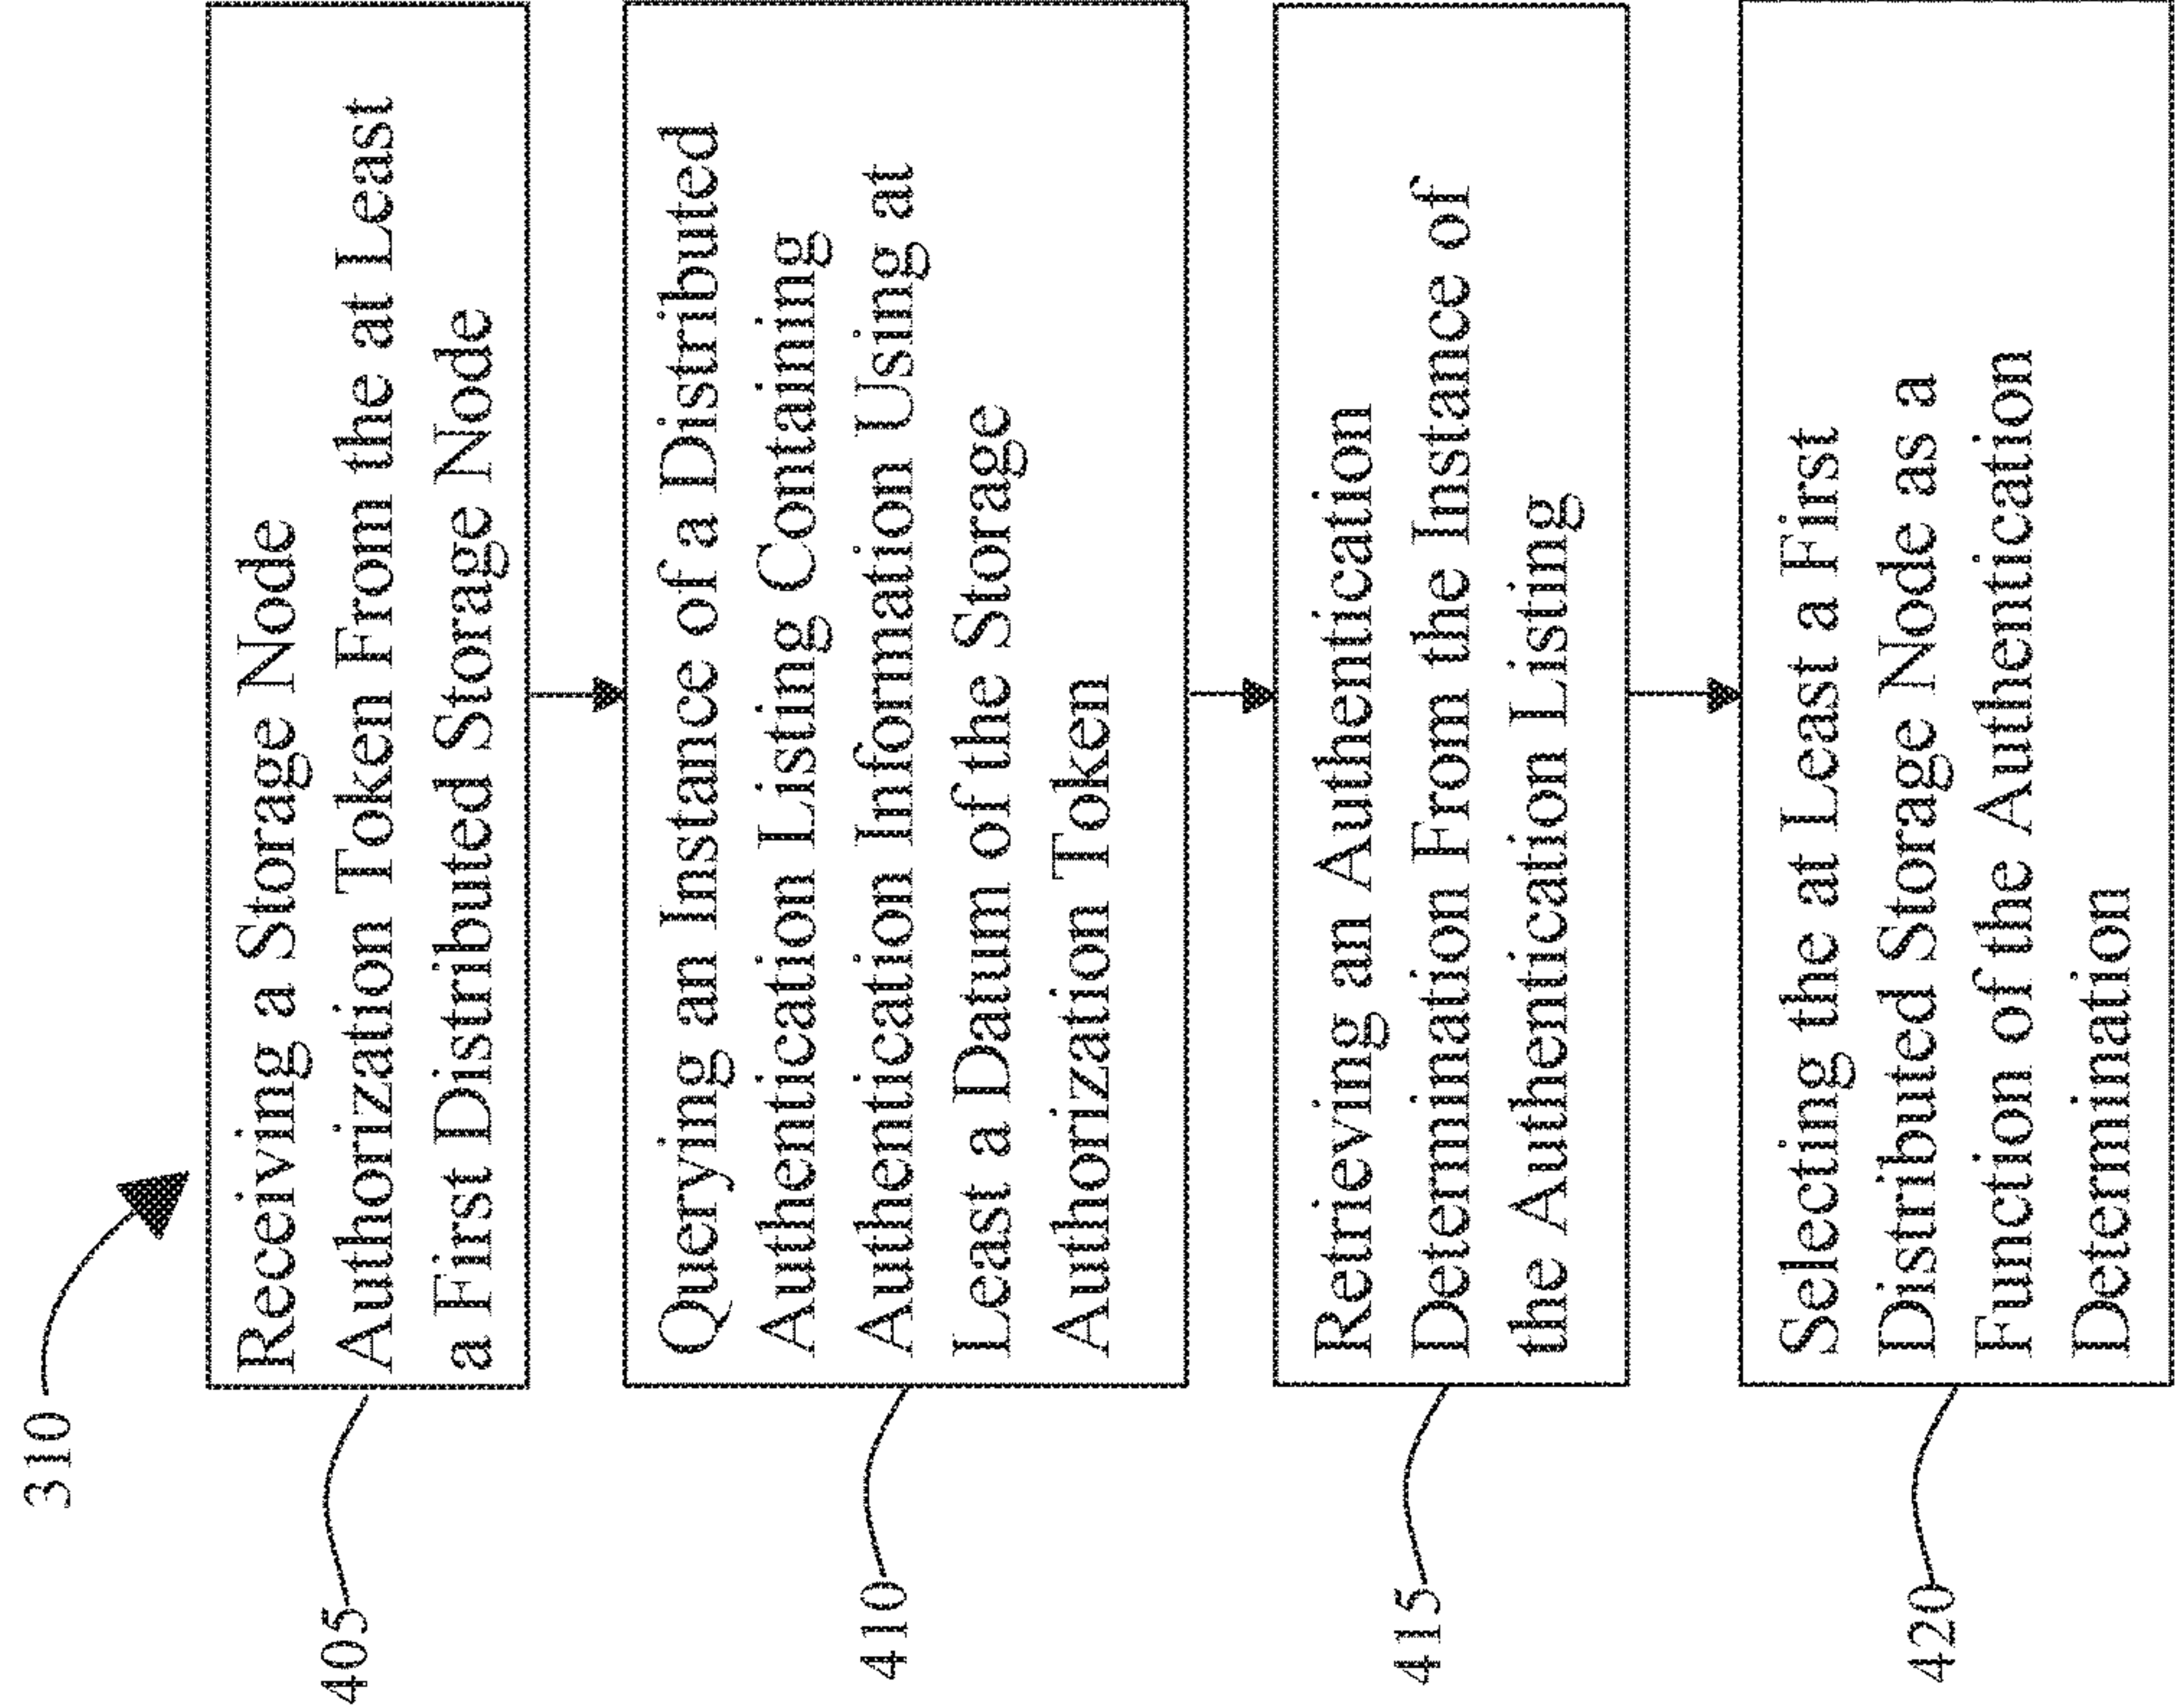 310
405
Receiving a Storage Node
Authorization Token From the at Least
a First Distributed Storage Node
410
Querying an Instance of a Distributed
Authentication Listing Containing
Authentication Information Using at
Least a Datum of the Storage
Authorization Token
415
Retrieving an Authentication
Determination From the Instance of
the Authentication Listing
420
Selecting the at Least a First
Distributed Storage Node as a
Function of the Authentication
Determination